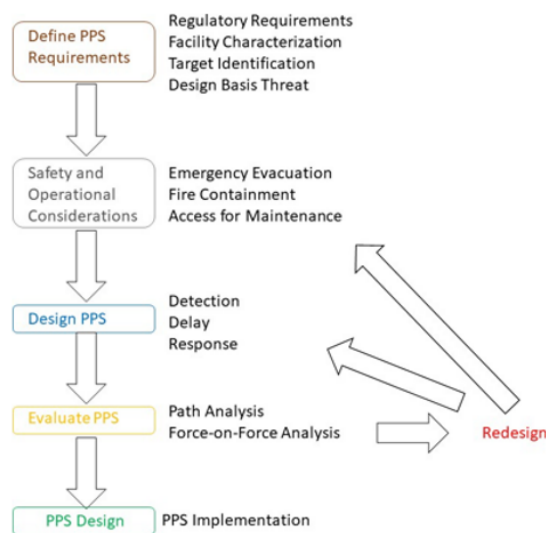 Define PPS
Requirements
Regulatory Requirements
Facility Characterization
Target Identification
Design Basis Threat
Safety and
Operational
Considerations
Emergency Evacuation
Fire Containment
Access for Maintenance
Design PPS
Detection
Delay
Response
Evaluate PPS
Path Analysis
Force-on-Force Analysis
Redesign
PPS Design
PPS Implementation